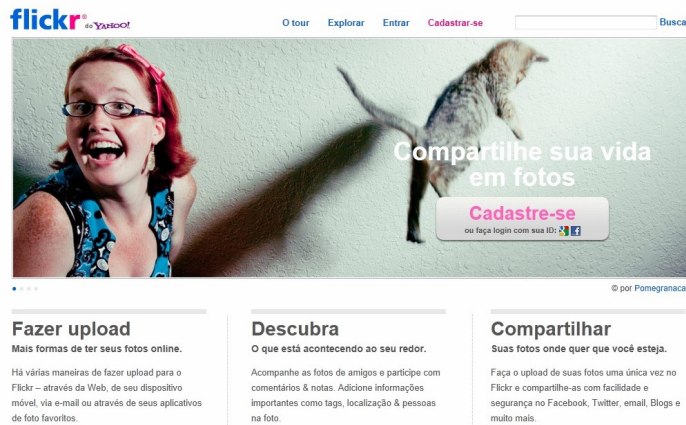 flickr® do YAHOO!
O tour Explorar Entrar Cadastrar-se Busca
Compartilhe sua vida
em fotos
Cadastre-se
ou faça login com sua ID:
© por Pomegranaca
Fazer upload
Mais formas de ter seus fotos online.
Há várias maneiras de fazer upload para o
Flickr – através da Web, de seu dispositivo
móvel, via e-mail ou através de seus aplicativos
de foto favoritos.
Descubra
O que está acontecendo ao seu redor.
Acompanhe as fotos de amigos e participe com
comentários & notas. Adicione informações
importantes como tags, localização & pessoas
na foto.
Compartilhar
Suas fotos onde quer que você esteja.
Faça o upload de suas fotos uma única vez no
Flickr e compartilhe-as com facilidade e
segurança no Facebook, Twitter, email, Blogs e
muito mais.